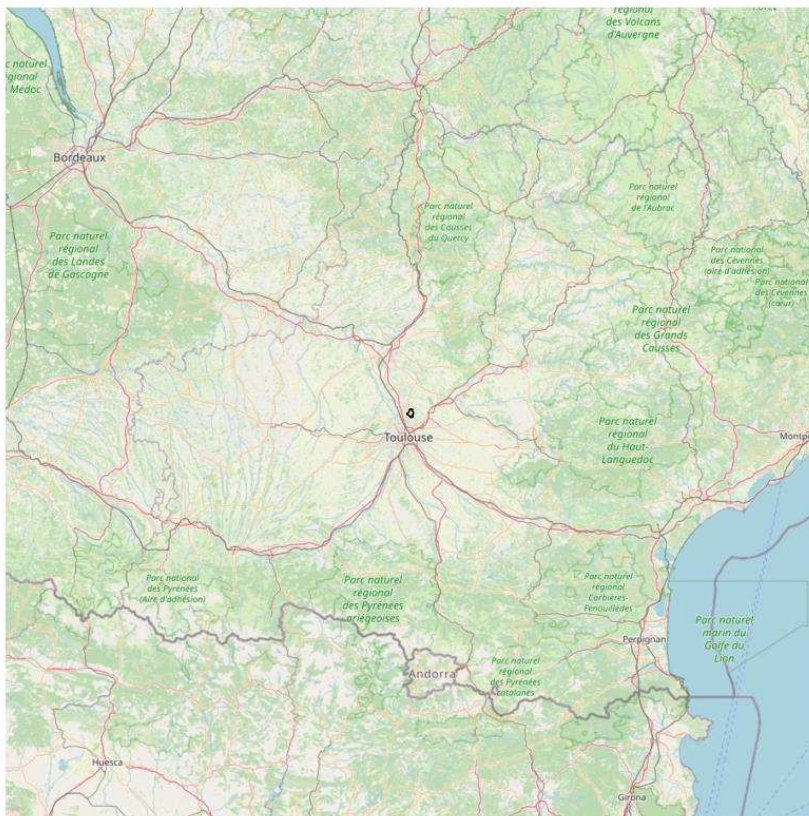 régional
des Volcans
d'Auvergne
c naturel
égional
Médoc
Bordeaux
Parc naturel
régional
de l'Aubrac
Parc naturel
régional
des Causses
du Quercy
Parc naturel
régional
des Landes
de Gascogne
Parc national
des Cévennes
(aire d'adhésion)
Parc national
des Cévennes
(cœur)
Parc naturel
régional
des Grands
Causses
Toulouse
Parc naturel
régional
du Haut-
Languedoc
Montp
Parc national
des Pyrénées
(Aire d'adhésion)
Parc naturel
régional
des Pyrénées
ariégeoises
Parc naturel
régional
Corbières-
Fenouillèdes
Parc naturel
marin du
Golfe du
Lion
Perpignan
Andorra
Parc naturel
régional
des Pyrénées
catalanes
Huesca
Girona